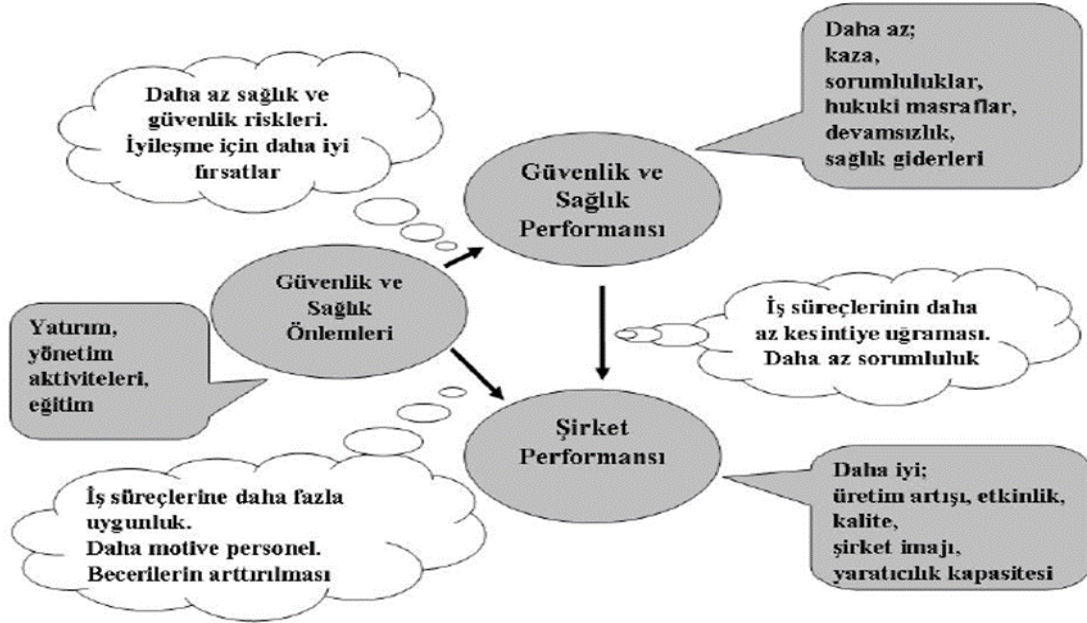 Daha az;
kaza,
sorumluluklar,
hukuki masraflar,
devamsızlık,
sağlık giderleri
Daha az sağlık ve
güvenlik riskleri.
İyileşme için daha iyi
fırsatlar
Güvenlik ve
Sağlık
Performansı
Güvenlik ve
Sağlık
Önlemleri
Yatırım,
yönetim
aktiviteleri,
eğitim
İş süreçlerinin daha
az kesintiye uğraması.
Daha az sorumluluk
Şirket
Performansı
İş süreçlerine daha fazla
uygunluk.
Daha motive personel.
Becerilerin arttırılması
Daha iyi;
üretim artışı, etkinlik,
kalite,
şirket imajı,
yaratıcılık kapasitesi